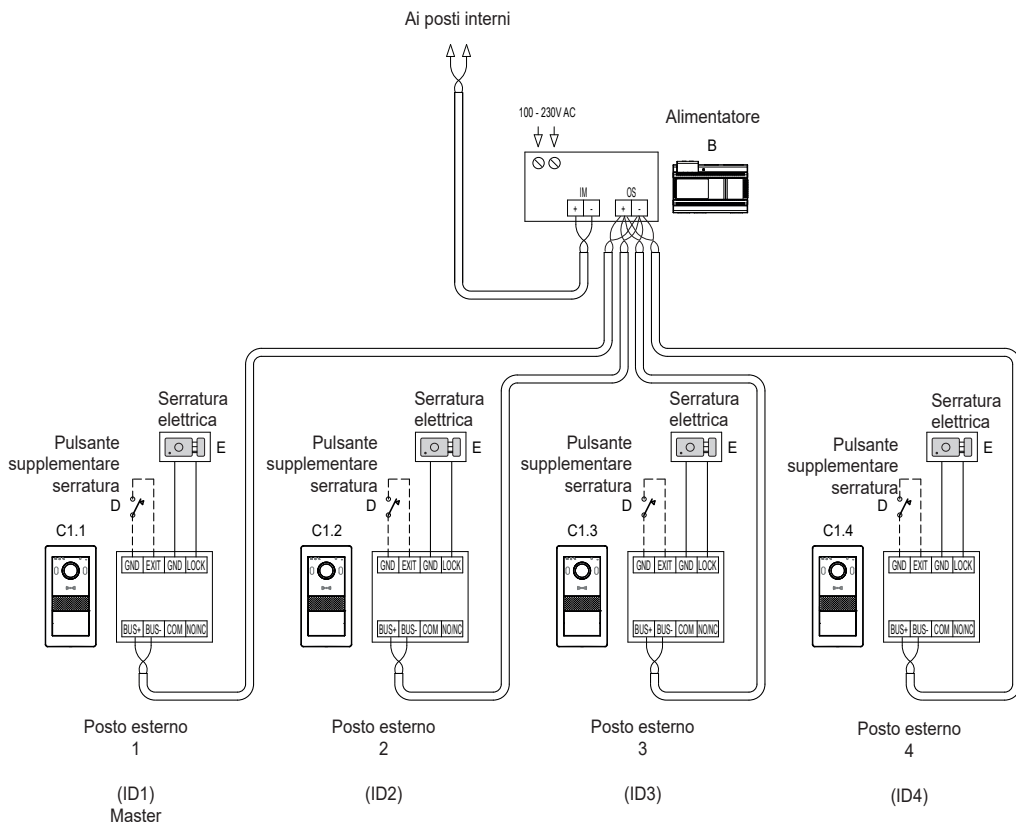 Ai posti interni
100 - 230V AC
Alimentatore
B
IM
OS
+ - + -
Serratura
elettrica
E
Pulsante
supplementare
serratura
D
C1.1
GND EXIT GND LOCK
BUS+ BUS- COM NO/NC
Posto esterno
1
(ID1)
Master
Serratura
elettrica
E
Pulsante
supplementare
serratura
D
C1.2
GND EXIT GND LOCK
BUS+ BUS- COM NO/NC
Posto esterno
2
(ID2)
Serratura
elettrica
E
Pulsante
supplementare
serratura
D
C1.3
GND EXIT GND LOCK
BUS+ BUS- COM NO/NC
Posto esterno
3
(ID3)
Serratura
elettrica
E
Pulsante
supplementare
serratura
D
C1.4
GND EXIT GND LOCK
BUS+ BUS- COM NO/NC
Posto esterno
4
(ID4)